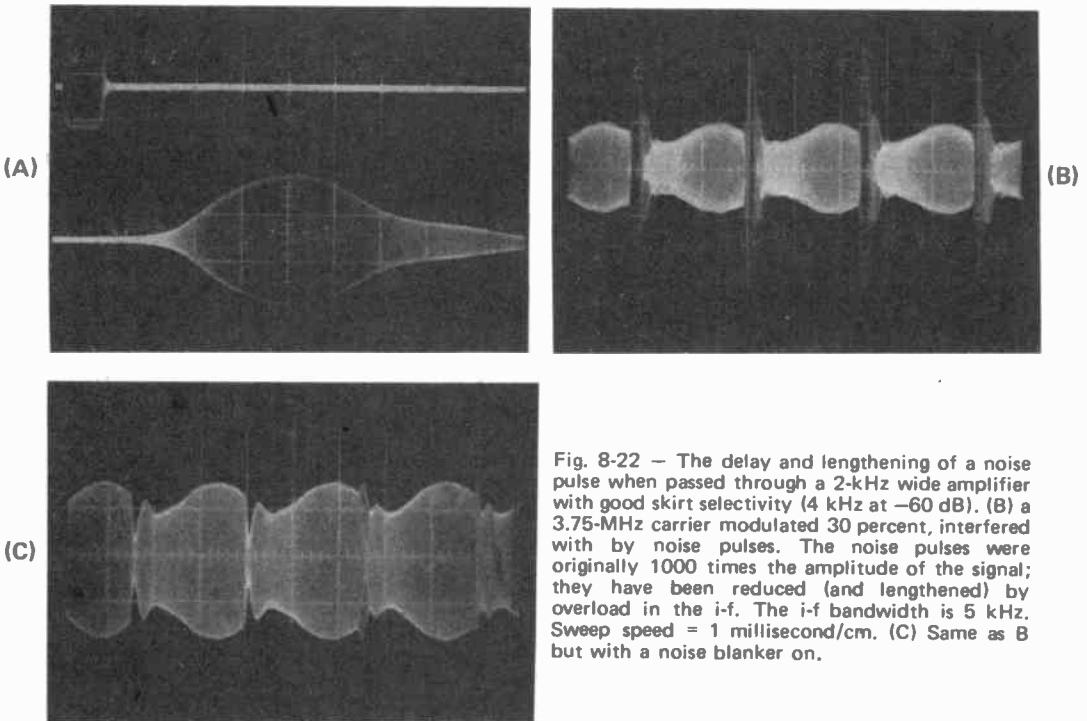 (A)
(B)
(C)
Fig. 8-22 — The delay and lengthening of a noise
pulse when passed through a 2-kHz wide amplifier
with good skirt selectivity (4 kHz at —60 dB). (B) a
3.75-MHz carrier modulated 30 percent, interfered
with by noise pulses. The noise pulses were
originally 1000 times the amplitude of the signal;
they have been reduced (and lengthened) by
overload in the i-f. The i-f bandwidth is 5 kHz.
Sweep speed = 1 millisecond/cm. (C) Same as B
but with a noise blanker on.